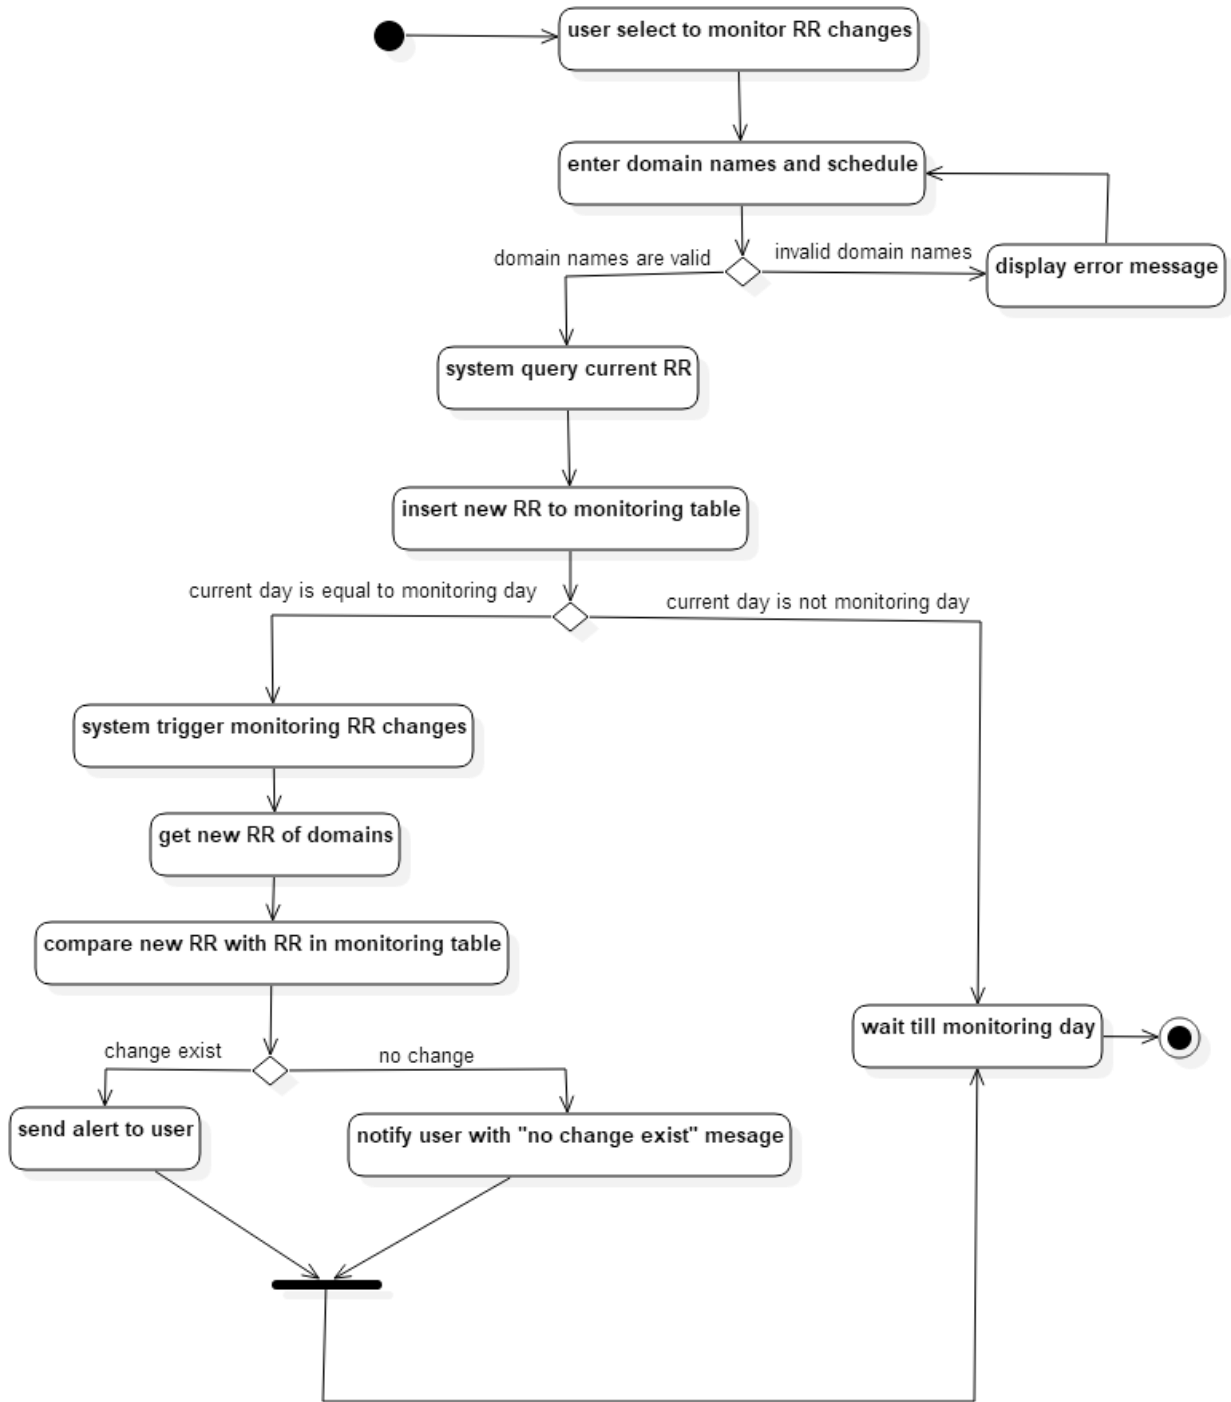 user select to monitor RR changes
enter domain names and schedule
domain names are valid
invalid domain names
display error message
system query current RR
insert new RR to monitoring table
current day is equal to monitoring day
current day is not monitoring day
system trigger monitoring RR changes
get new RR of domains
compare new RR with RR in monitoring table
wait till monitoring day
change exist
no change
send alert to user
notify user with "no change exist" mesage